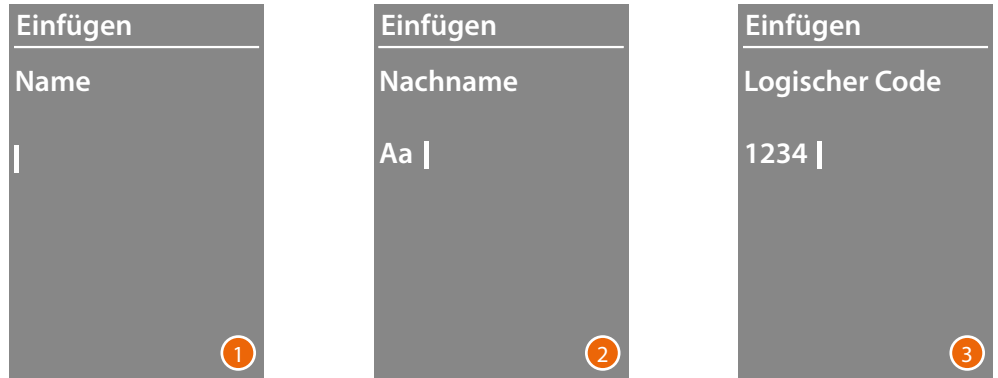 Einfügen
Name
1
Einfügen
Nachname
Aa
2
Einfügen
Logischer Code
1234
3